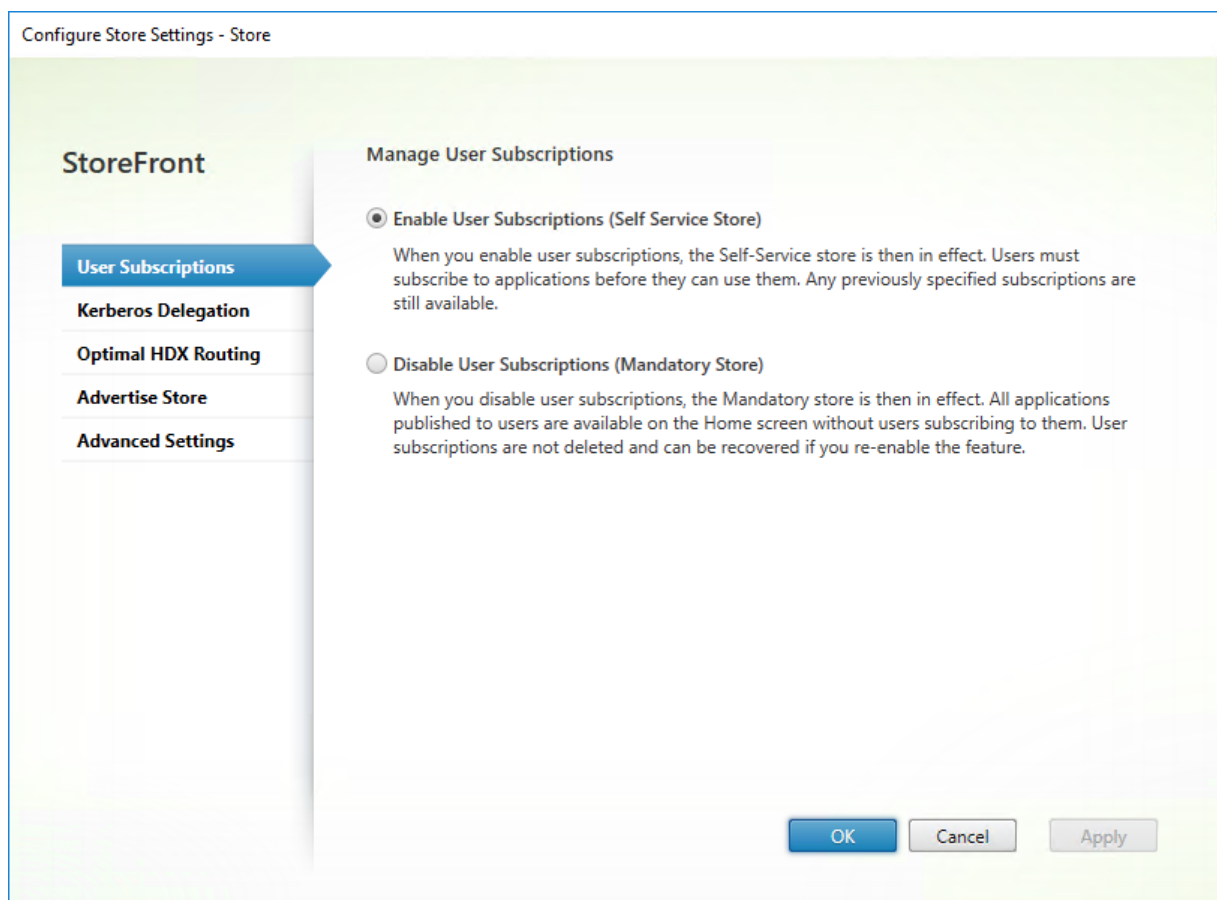 Configure Store Settings - Store
StoreFront
User Subscriptions
Kerberos Delegation
Optimal HDX Routing
Advertise Store
Advanced Settings
Manage User Subscriptions
Enable User Subscriptions (Self Service Store)
When you enable user subscriptions, the Self-Service store is then in effect. Users must
subscribe to applications before they can use them. Any previously specified subscriptions are
still available.
Disable User Subscriptions (Mandatory Store)
When you disable user subscriptions, the Mandatory store is then in effect. All applications
published to users are available on the Home screen without users subscribing to them. User
subscriptions are not deleted and can be recovered if you re-enable the feature.
OK
Cancel
Apply